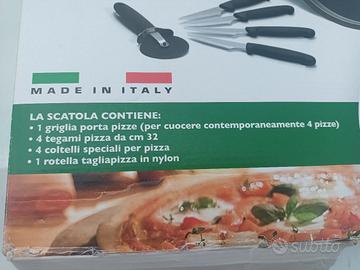 MADE IN ITALY
LA SCATOLA CONTIENE:
• 1 griglia porta pizze (per cuocere contemporaneamente 4 pizze)
• 4 tegami pizza da cm 32
• 4 coltelli speciali per pizza
• 1 rotella tagliapizza in nylon
subito